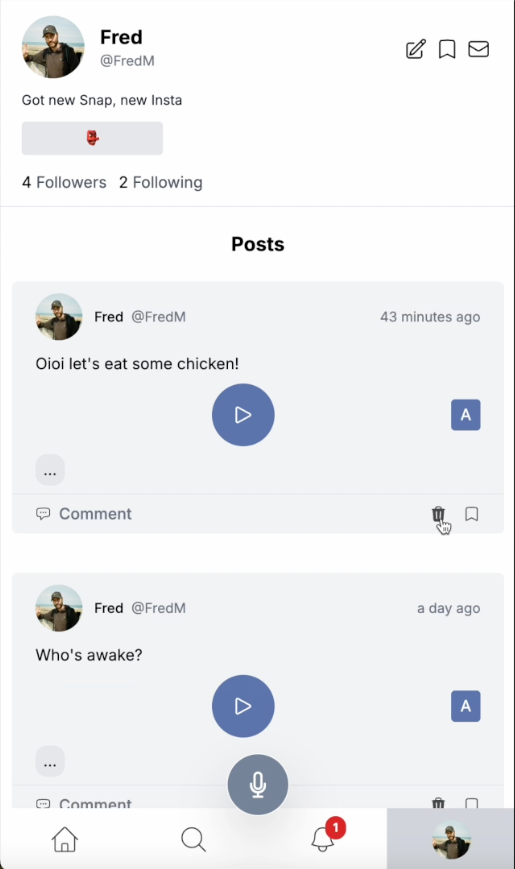 Fred
@FredM
Got new Snap, new Insta
4 Followers 2 Following
Posts
Fred @FredM 43 minutes ago
Oioi let's eat some chicken!
A
...
Comment
Fred @FredM a day ago
Who's awake?
A
...
Comment
1